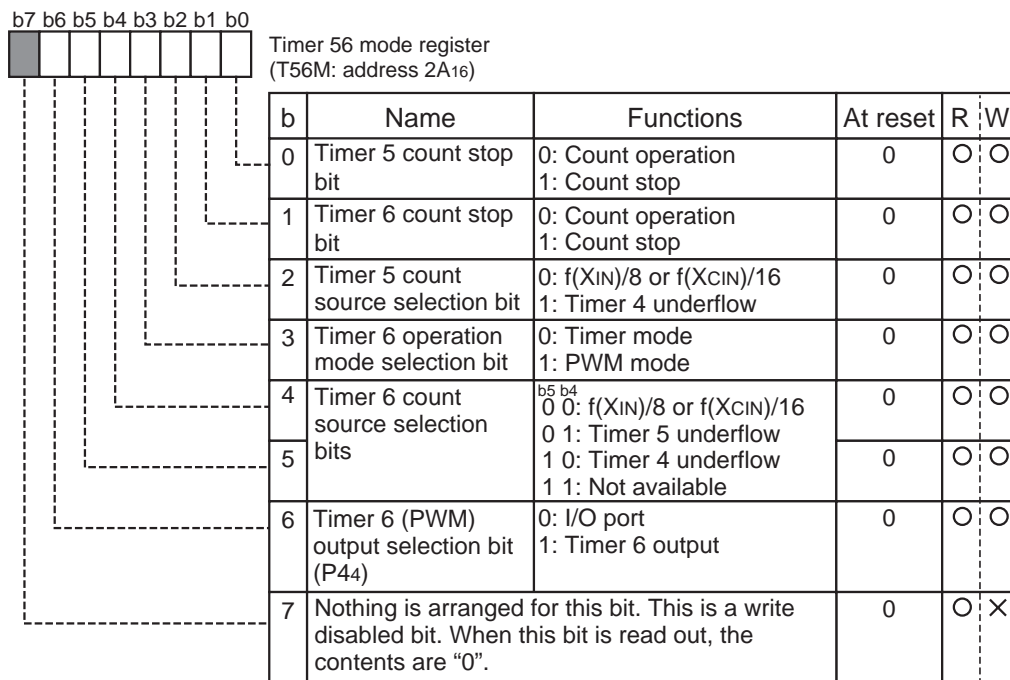 b7 b6 b5 b4 b3 b2 b1 b0
Timer 56 mode register
(T56M: address 2A16)
b Name Functions At reset R W
0 Timer 5 count stop bit 0: Count operation 0 ○ ○
1: Count stop
1 Timer 6 count stop bit 0: Count operation 0 ○ ○
1: Count stop
2 Timer 5 count source selection bit 0: f(XIN)/8 or f(XCIN)/16 0 ○ ○
1: Timer 4 underflow
3 Timer 6 operation mode selection bit 0: Timer mode 0 ○ ○
1: PWM mode
4 Timer 6 count source selection bits b5 b4 0 ○ ○
0 0: f(XIN)/8 or f(XCIN)/16
0 1: Timer 5 underflow
5 1 0: Timer 4 underflow 0 ○ ○
1 1: Not available
6 Timer 6 (PWM) output selection bit (P44) 0: I/O port 0 ○ ○
1: Timer 6 output
7 Nothing is arranged for this bit. This is a write 0 ○ ×
disabled bit. When this bit is read out, the
contents are “0”.